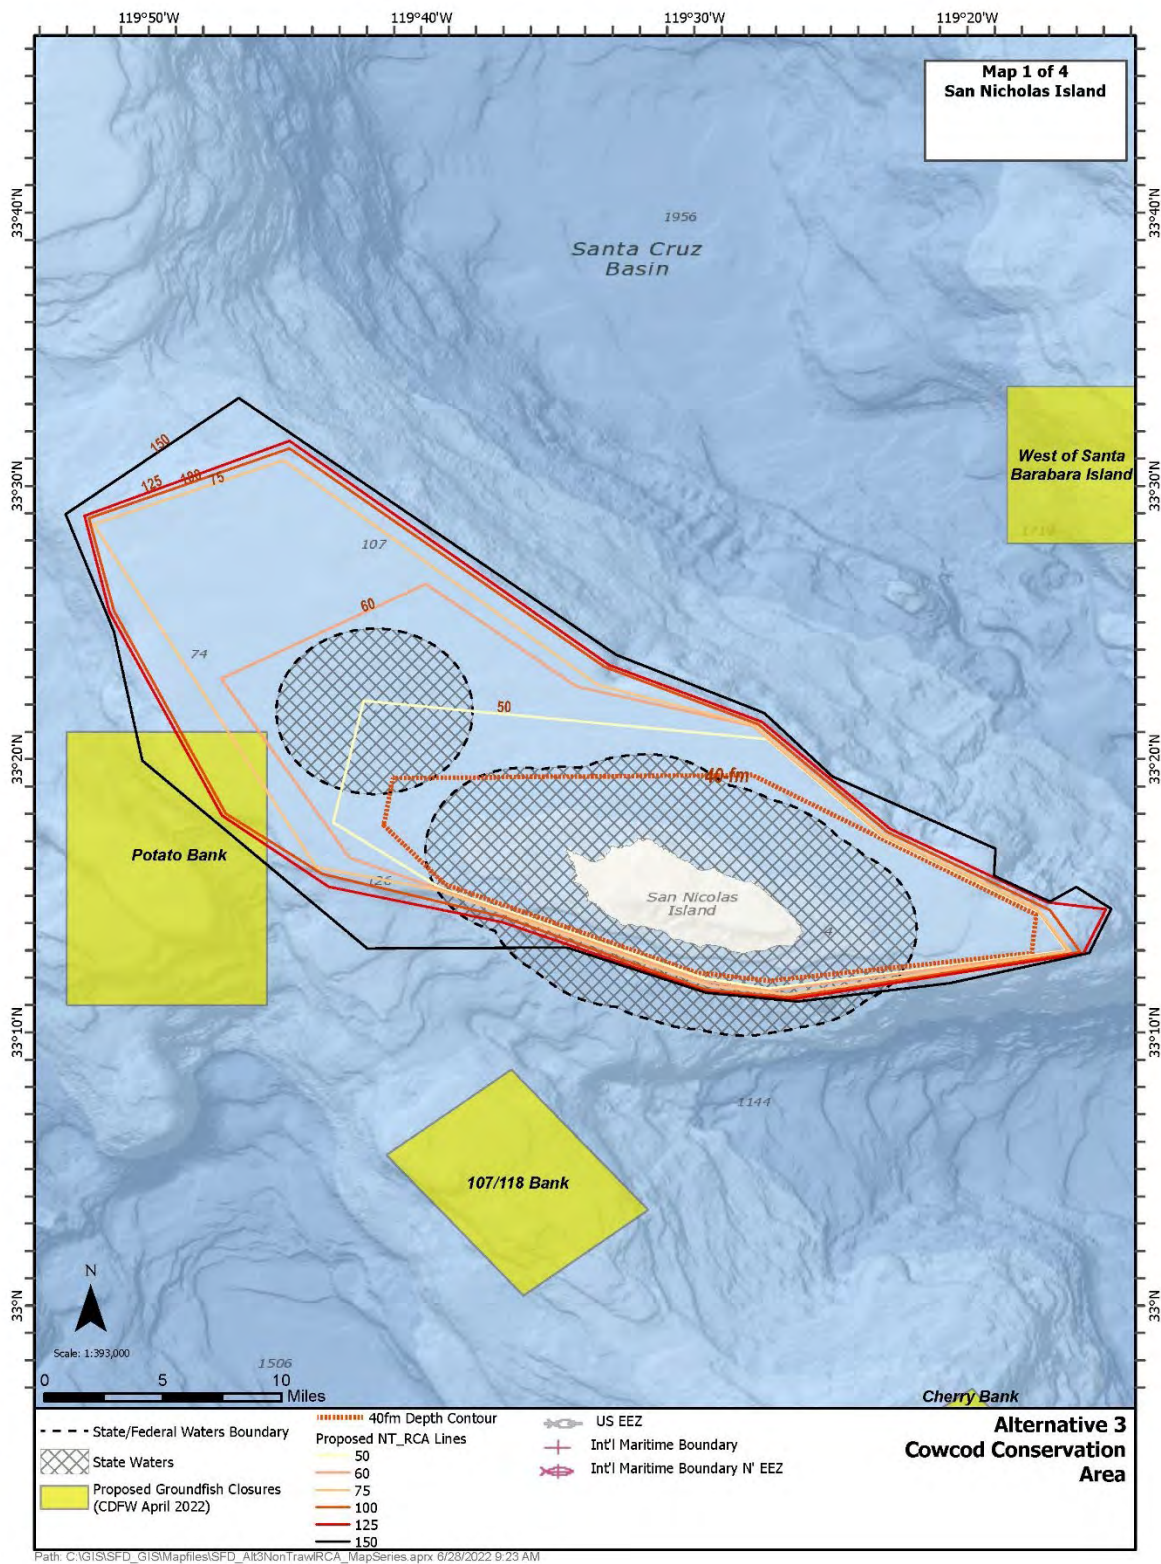 119°50'W 119°40'W 119°30'W 119°20'W
Map 1 of 4
San Nicholas Island
33°40'N
33°40'N
1956
Santa Cruz
Basin
150
125 100 75
33°30'N
West of Santa
Barabara Island
33°30'N
107
60
74
50
33°20'N
33°20'N
40 fm
Potato Bank
San Nicolas
Island
33°10'N
33°10'N
1144
107/118 Bank
N
33°N
33°N
Scale: 1:393,000
1506
0 5 10
Miles
Cherry Bank
State/Federal Waters Boundary
State Waters
Proposed Groundfish Closures
(CDFW April 2022)
40fm Depth Contour
Proposed NT_RCA Lines
50
60
75
100
125
150
US EEZ
Int'l Maritime Boundary
Int'l Maritime Boundary N' EEZ
Alternative 3
Cowcod Conservation
Area
Path: C:\GIS\SFD_GIS\Mapfiles\SFD_Alt3NonTrawlRCA_MapSeries.aprx 6/28/2022 9:23 AM